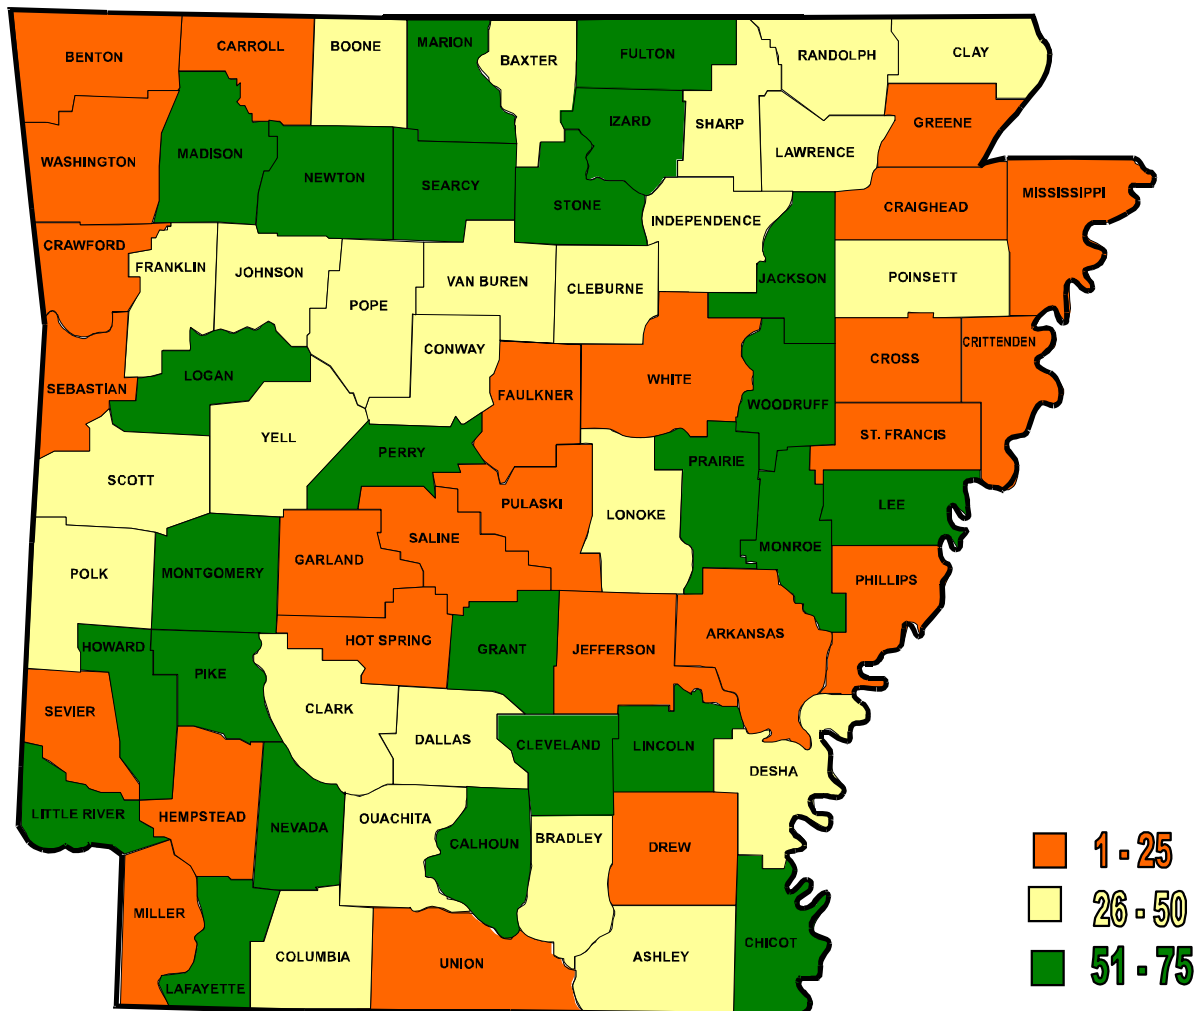 BENTON
CARROLL
BOONE
MARION
BAXTER
FULTON
RANDOLPH
CLAY
IZARD
SHARP
GREENE
LAWRENCE
WASHINGTON
MADISON
NEWTON
SEARCY
STONE
INDEPENDENCE
CRAIGHEAD
MISSISSIPPI
CRAWFORD
FRANKLIN
JOHNSON
POPE
VAN BUREN
CLEBURNE
JACKSON
POINSETT
CONWAY
CROSS
CRITTENDEN
SEBASTIAN
LOGAN
FAULKNER
WHITE
WOODRUFF
YELL
PERRY
PRAIRIE
ST. FRANCIS
SCOTT
PULASKI
LONOKE
LEE
POLK
MONTGOMERY
GARLAND
SALINE
MONROE
PHILLIPS
HOWARD
PIKE
HOT SPRING
GRANT
JEFFERSON
ARKANSAS
SEVIER
CLARK
DALLAS
CLEVELAND
LINCOLN
DESHA
LITTLE RIVER
HEMPSTEAD
NEVADA
OUACHITA
CALHOUN
BRADLEY
DREW
MILLER
LAFAYETTE
COLUMBIA
UNION
ASHLEY
CHICOT
1 - 25
26 - 50
51 - 75